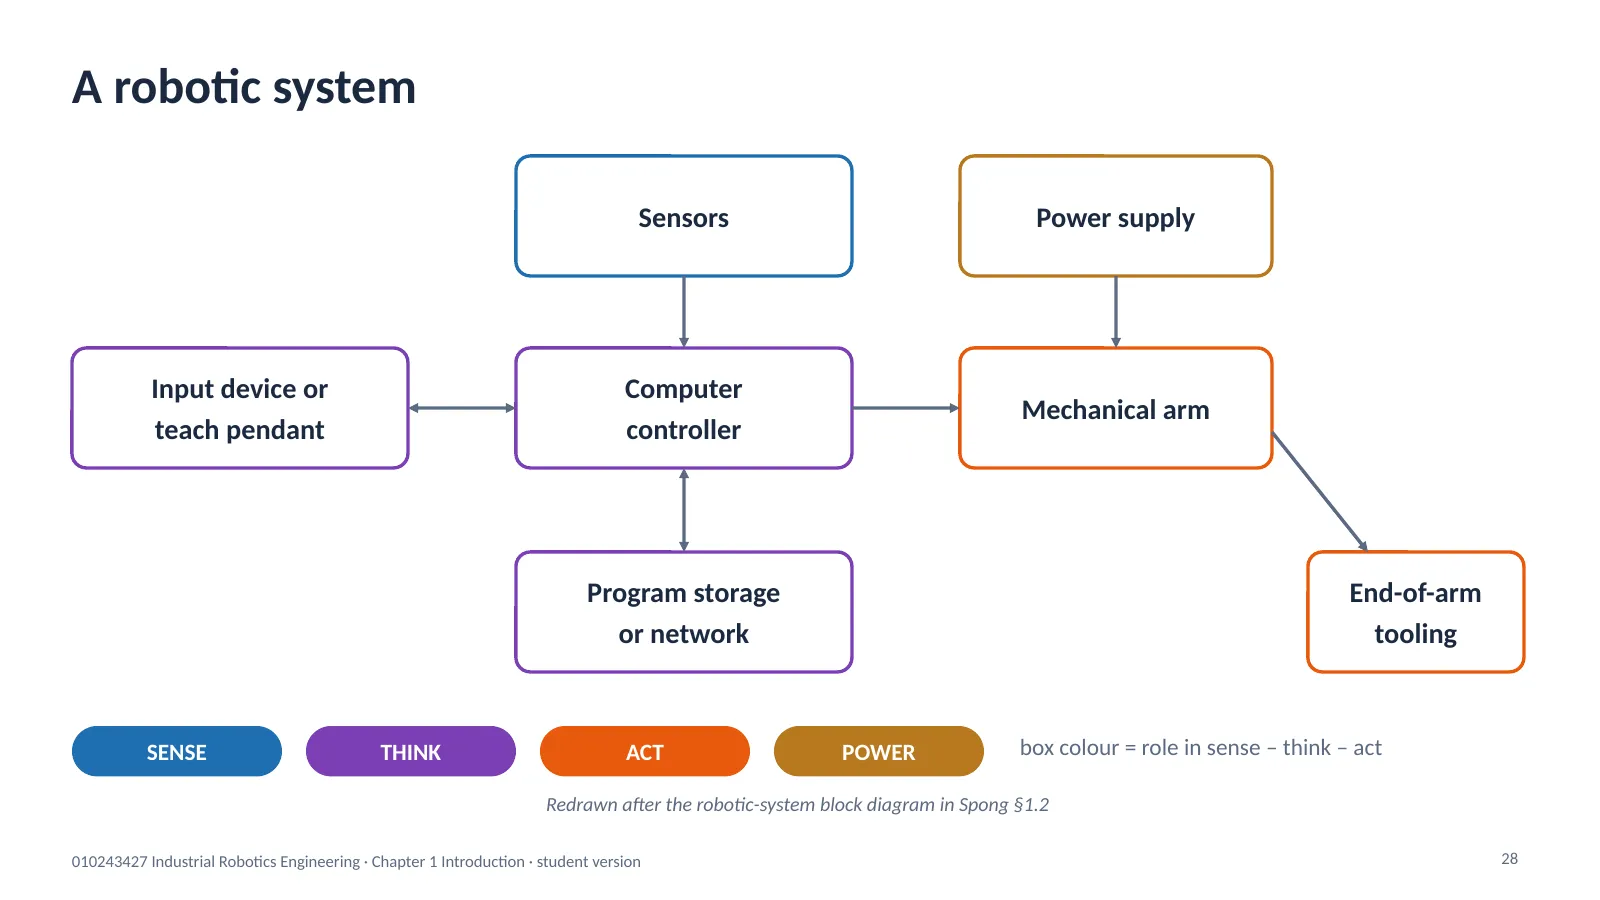 A robotic system
Sensors
Power supply
Input device or
teach pendant
Computer
controller
Mechanical arm
Program storage
or network
End-of-arm
tooling
SENSE
THINK
ACT
POWER
box colour = role in sense – think – act
Redrawn after the robotic-system block diagram in Spong §1.2
010243427 Industrial Robotics Engineering · Chapter 1 Introduction · student version
28